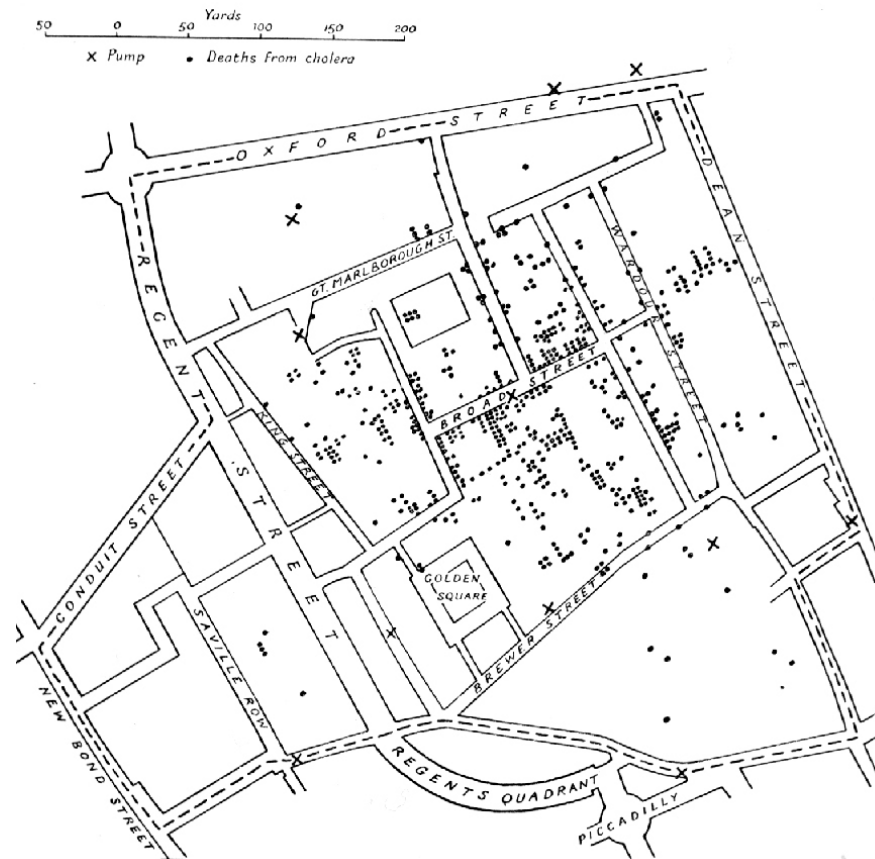 Yards
50 0 50 100 150 200
x Pump • Deaths from cholera
OXFORD STREET
DEAN STREET
WARDOUR STREET
REGENT STREET
GT. MARLBOROUGH ST.
BROAD STREET
KING STREET
CONDUIT STREET
GOLDEN
SQUARE
SAVILLE ROW
BREWER STREET
NEW BOND STREET
REGENTS QUADRANT
PICCADILLY